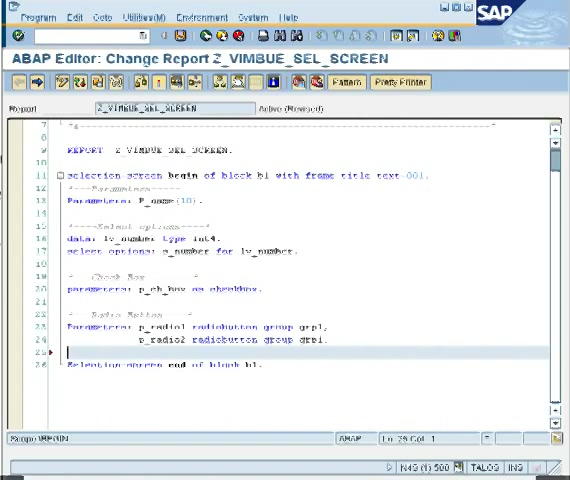 Program Edit Goto Utilities(M) Environment System Help
SAP
ABAP Editor: Change Report Z_VIMBUE_SEL_SCREEN
Pattern Pretty Printer
Report Z_VIMBUE_SEL_SCREEN Active (Revised)
7 *&---------------------------------------------------------------------*
8
9 REPORT Z_VIMBUE_SEL_SCREEN.
10
11 selection-screen begin of block b1 with frame title text-001.
12 *----Parameters-----
13 Parameters: P_name(10).
14
15 *----Select options----*
16 data: lv_number type int4.
17 select-options: s_number for lv_number.
18
19 * Check Box *
20 parameters: p_ch_box as checkbox.
21
22 * Radio Button *
23 Parameters: p_radio1 radiobutton group grp1,
24 p_radio2 radiobutton group grp1.
25
26 Selection-screen end of block b1.
Scope \BEGIN ABAP Ln 25 Col 1
N4S (1) 500 TALOS INS